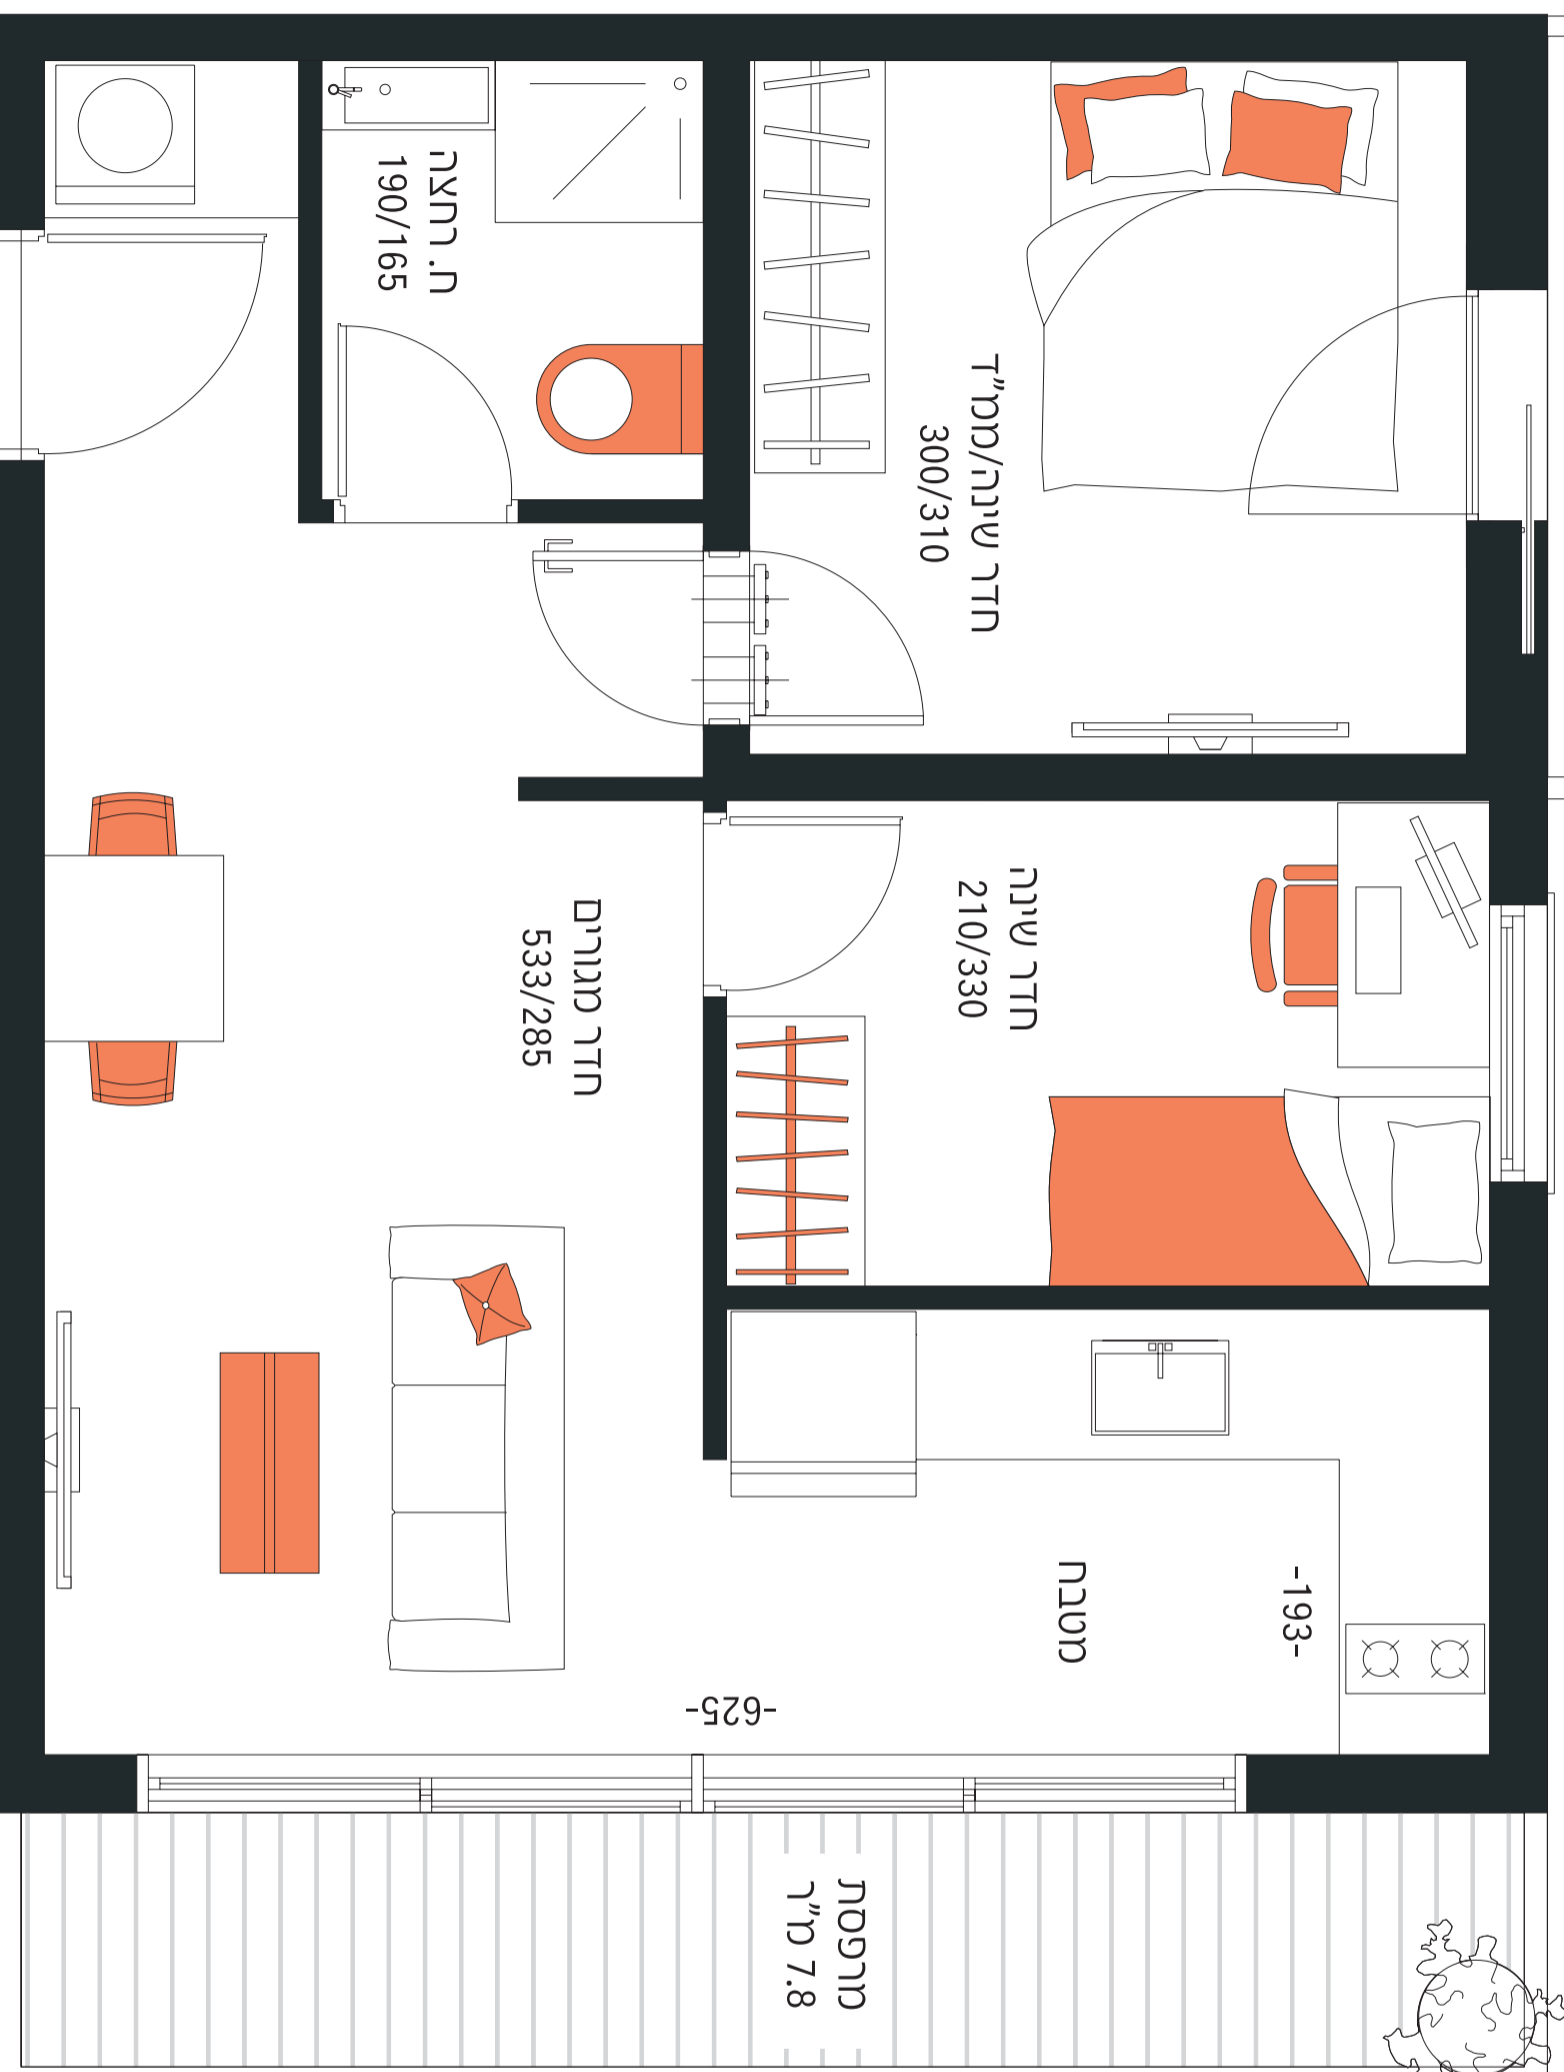 ח. רחצה
190/165
חדר שינה/ממ״ד
300/310
חדר שינה
210/330
חדר מגורים
533/285
מטבח
-193-
-625-
מרפסת
7.8 מ״ר